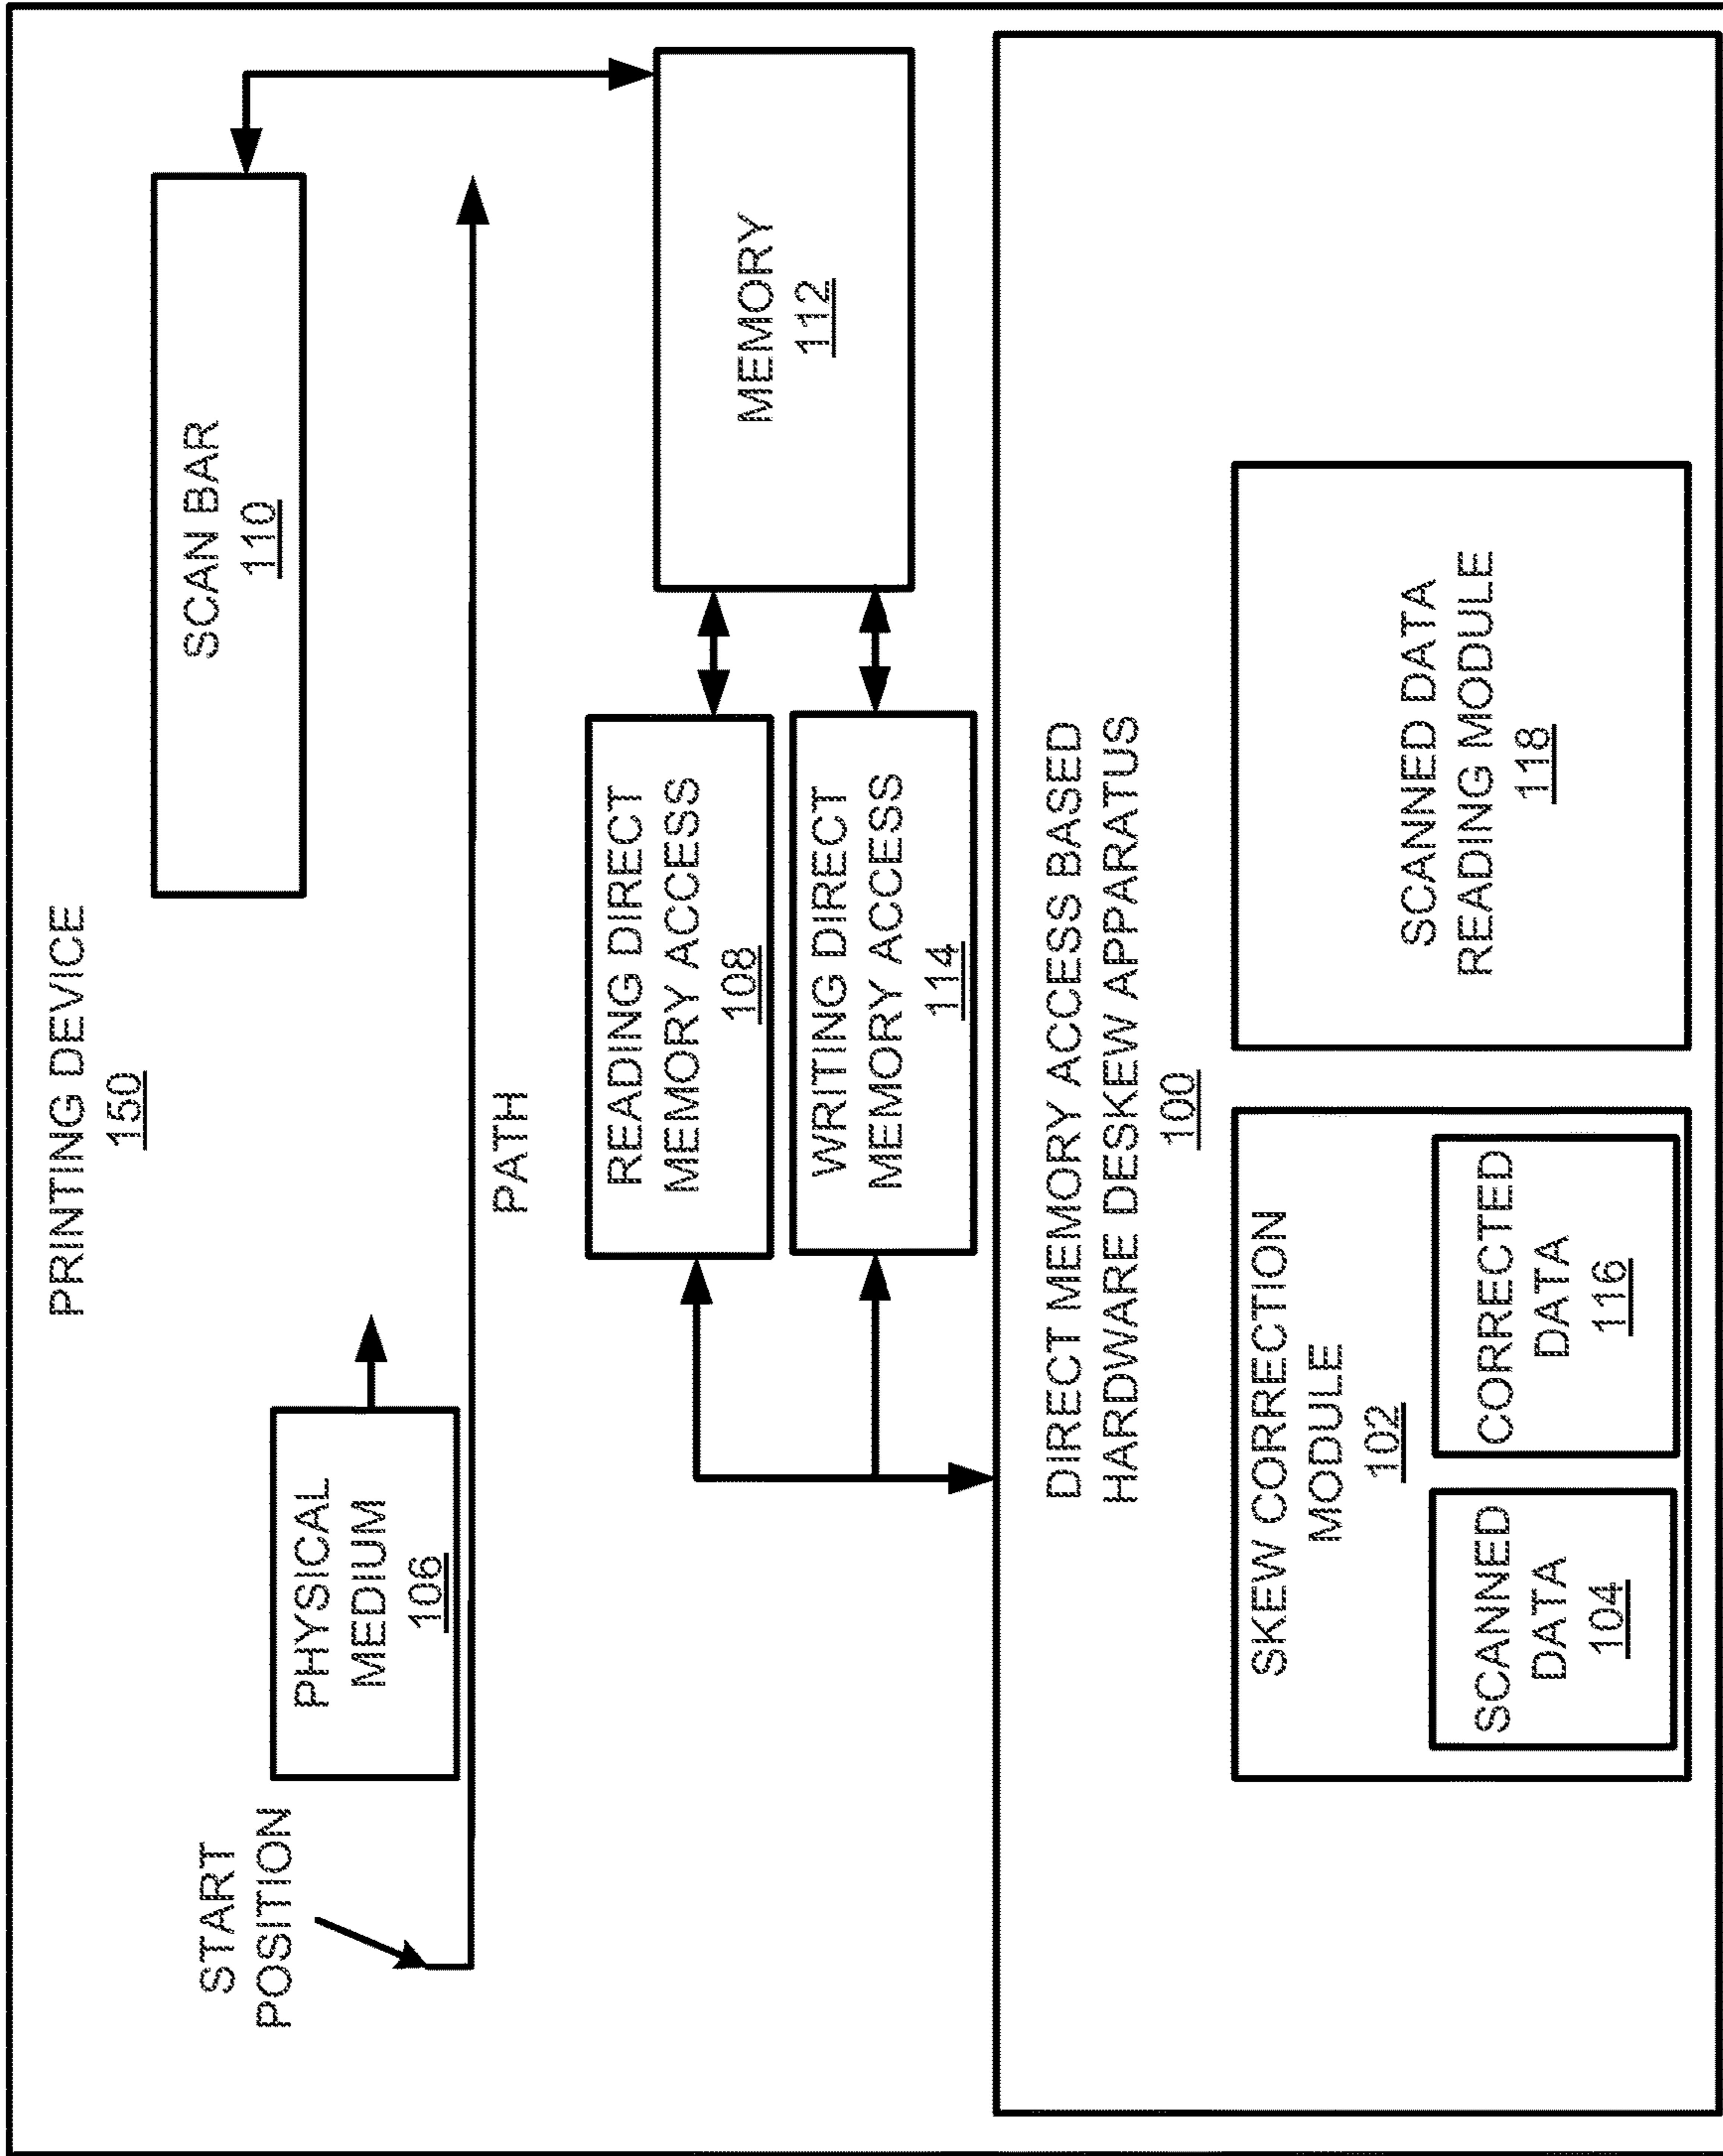 PRINTING DEVICE
150
START
POSITION
PHYSICAL
MEDIUM
106
SCAN BAR
110
PATH
READING DIRECT
MEMORY ACCESS
108
WRITING DIRECT
MEMORY ACCESS
114
MEMORY
112
DIRECT MEMORY ACCESS BASED
HARDWARE DESKEW APPARATUS
100
SKEW CORRECTION
MODULE
102
SCANNED
DATA
104
CORRECTED
DATA
116
SCANNED DATA
READING MODULE
118